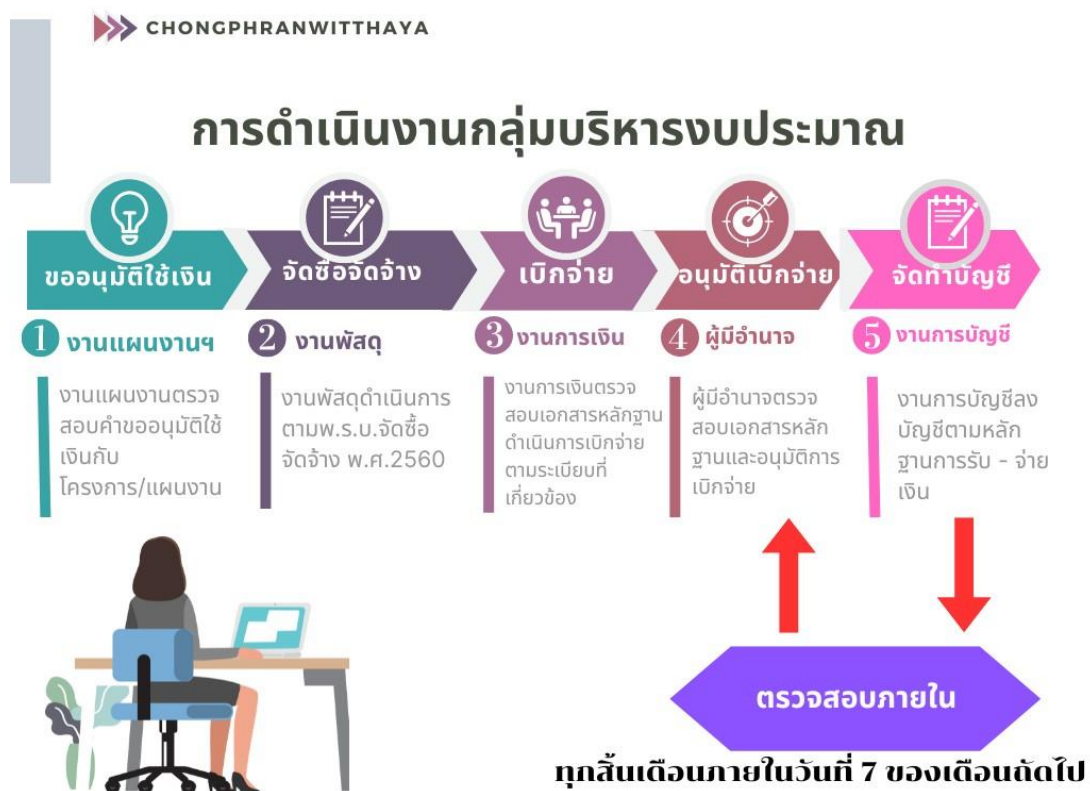 CHONGPHRANWITTHAYA
การดำเนินงานกลุ่มบริหารงบประมาณ
ขออนุมัติใช้เงิน
จัดซื้อจัดจ้าง
เบิกจ่าย
อนุมัติเบิกจ่าย
จัดทำบัญชี
1 งานแผนงานฯ
งานแผนงานตรวจ
สอบคำขออนุมัติใช้
เงินกับ
โครงการ/แผนงาน
2 งานพัสดุ
งานพัสดุดำเนินการ
ตามพ.ร.บ.จัดซื้อ
จัดจ้าง พ.ศ.2560
3 งานการเงิน
งานการเงินตรวจ
สอบเอกสารหลักฐาน
ดำเนินการเบิกจ่าย
ตามระเบียบที่
เกี่ยวข้อง
4 ผู้มีอำนาจ
ผู้มีอำนาจตรวจ
สอบเอกสารหลัก
ฐานและอนุมัติการ
เบิกจ่าย
5 งานการบัญชี
งานการบัญชีลง
บัญชีตามหลัก
ฐานการรับ - จ่าย
เงิน
ตรวจสอบภายใน
ทุกสิ้นเดือนภายในวันที่ 7 ของเดือนถัดไป